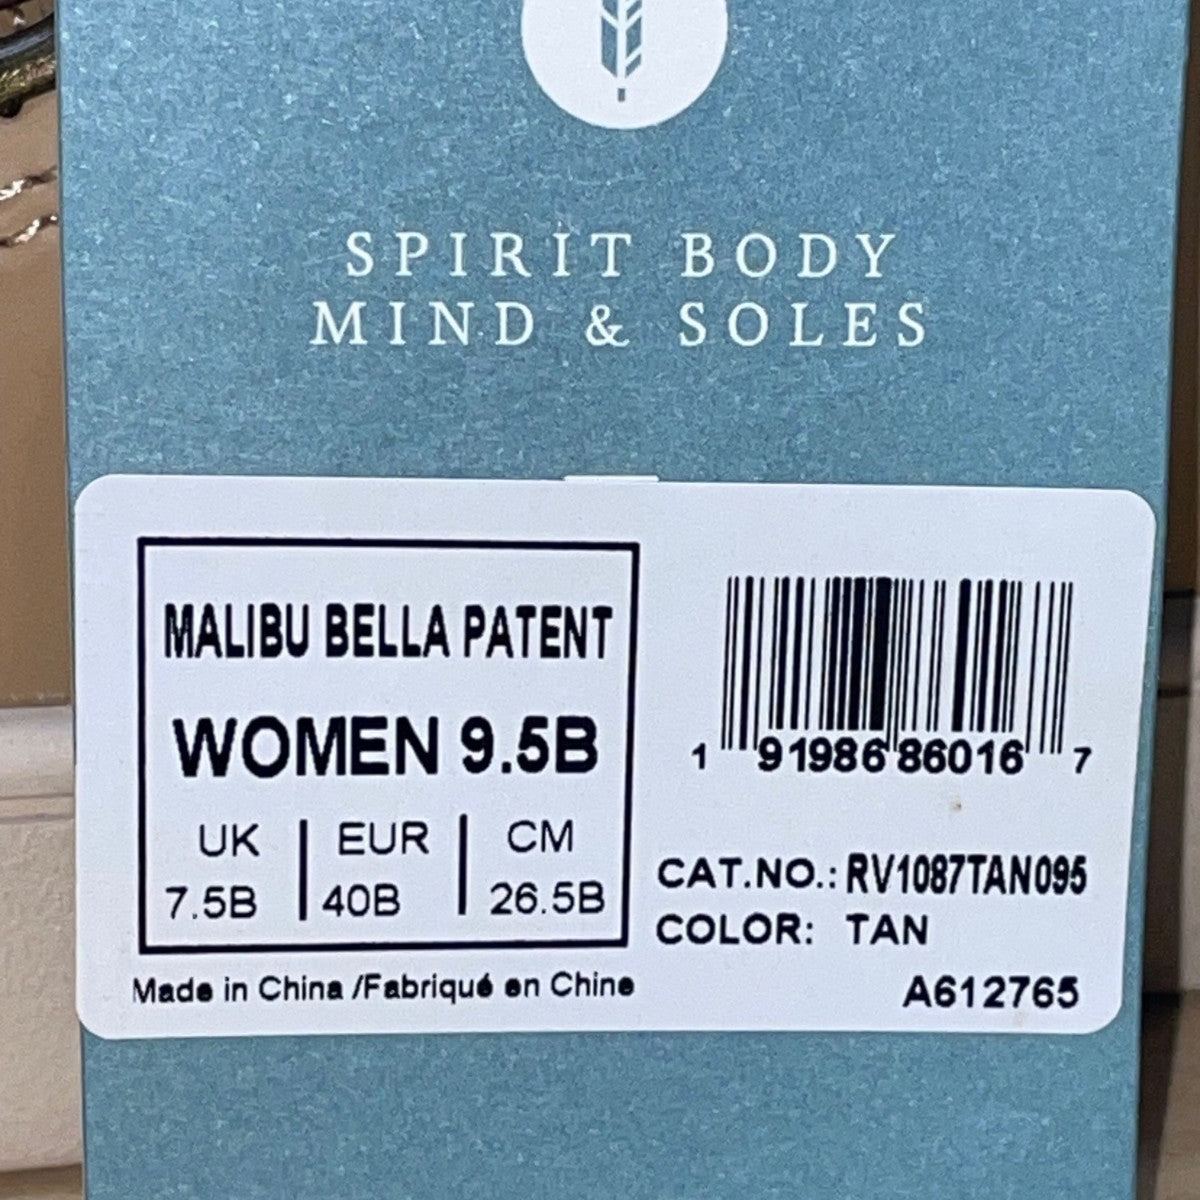 SPIRIT BODY
MIND & SOLES
MALIBU BELLA PATENT
WOMEN 9.5B
UK | EUR | CM
7.5B | 40B | 26.5B
Made in China /Fabriqué en Chine
1 91986 86016 7
CAT.NO.: RV1087TAN095
COLOR: TAN
A612765